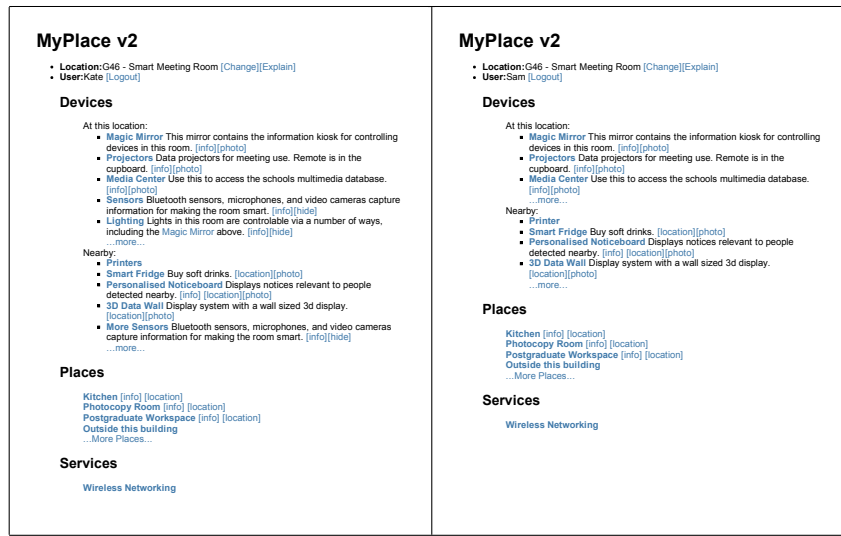 MyPlace v2
• Location:G46 - Smart Meeting Room [Change][Explain]
• User:Kate [Logout]
Devices
At this location:
▪ Magic Mirror This mirror contains the information kiosk for controlling
devices in this room. [info][photo]
▪ Projectors Data projectors for meeting use. Remote is in the
cupboard. [info][photo]
▪ Media Center Use this to access the schools multimedia database.
[info][photo]
▪ Sensors Bluetooth sensors, microphones, and video cameras capture
information for making the room smart. [info][hide]
▪ Lighting Lights in this room are controlable via a number of ways,
including the Magic Mirror above. [info][hide]
...more...
Nearby:
▪ Printers
▪ Smart Fridge Buy soft drinks. [location][photo]
▪ Personalised Noticeboard Displays notices relevant to people
detected nearby. [info] [location][photo]
▪ 3D Data Wall Display system with a wall sized 3d display.
[location][photo]
▪ More Sensors Bluetooth sensors, microphones, and video cameras
capture information for making the room smart. [info][hide]
...more...
Places
Kitchen [info] [location]
Photocopy Room [info] [location]
Postgraduate Workspace [info] [location]
Outside this building
...More Places...
Services
Wireless Networking
MyPlace v2
• Location:G46 - Smart Meeting Room [Change][Explain]
• User:Sam [Logout]
Devices
At this location:
▪ Magic Mirror This mirror contains the information kiosk for controlling
devices in this room. [info][photo]
▪ Projectors Data projectors for meeting use. Remote is in the
cupboard. [info][photo]
▪ Media Center Use this to access the schools multimedia database.
[info][photo]
...more...
Nearby:
▪ Printer
▪ Smart Fridge Buy soft drinks. [location][photo]
▪ Personalised Noticeboard Displays notices relevant to people
detected nearby. [info] [location][photo]
▪ 3D Data Wall Display system with a wall sized 3d display.
[location][photo]
...more...
Places
Kitchen [info] [location]
Photocopy Room [info] [location]
Postgraduate Workspace [info] [location]
Outside this building
...More Places...
Services
Wireless Networking